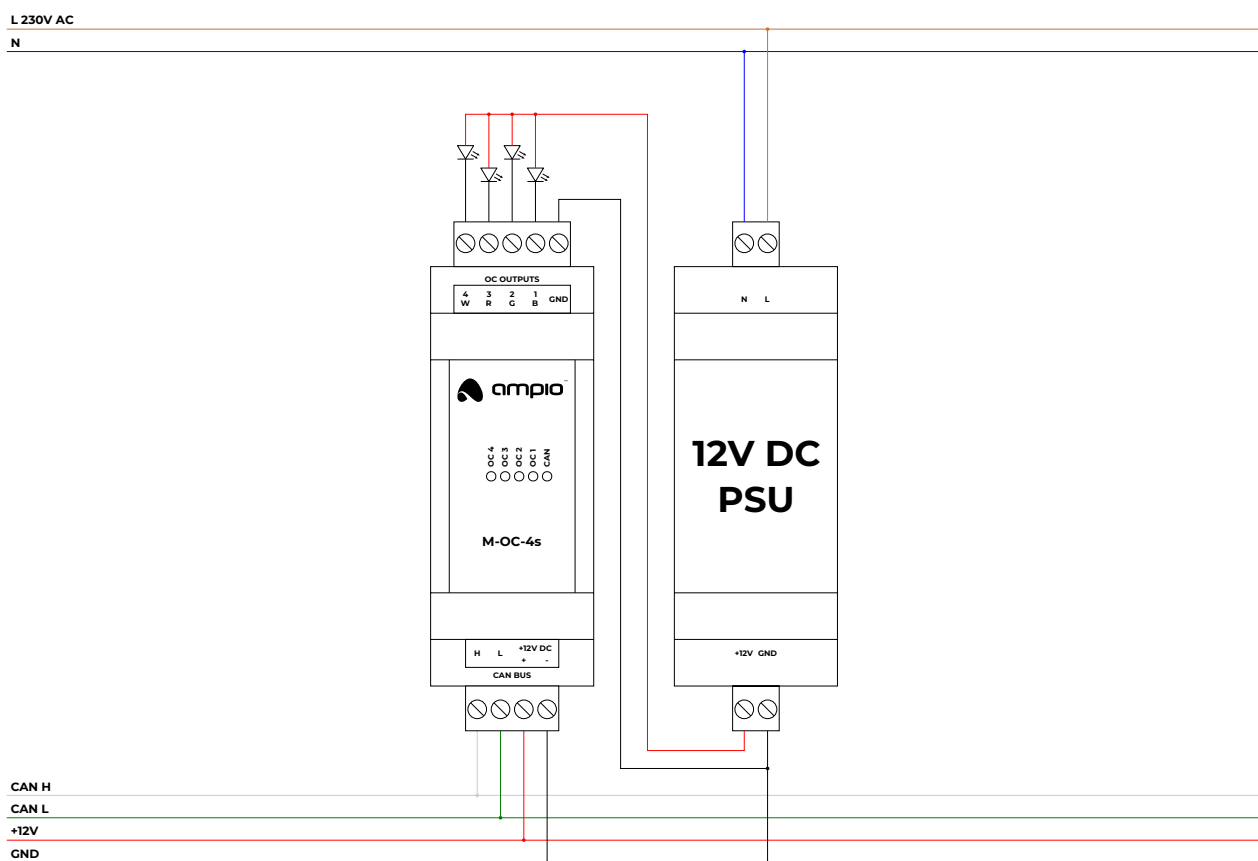 L 230V AC
N
OC OUTPUTS
4 3 2 1 GND
W R G B
N L
ampio™
OC 4 OC 3 OC 2 OC 1 CAN
12V DC
PSU
M-OC-4s
H L +12V DC
+ -
CAN BUS
+12V GND
CAN H
CAN L
+12V
GND